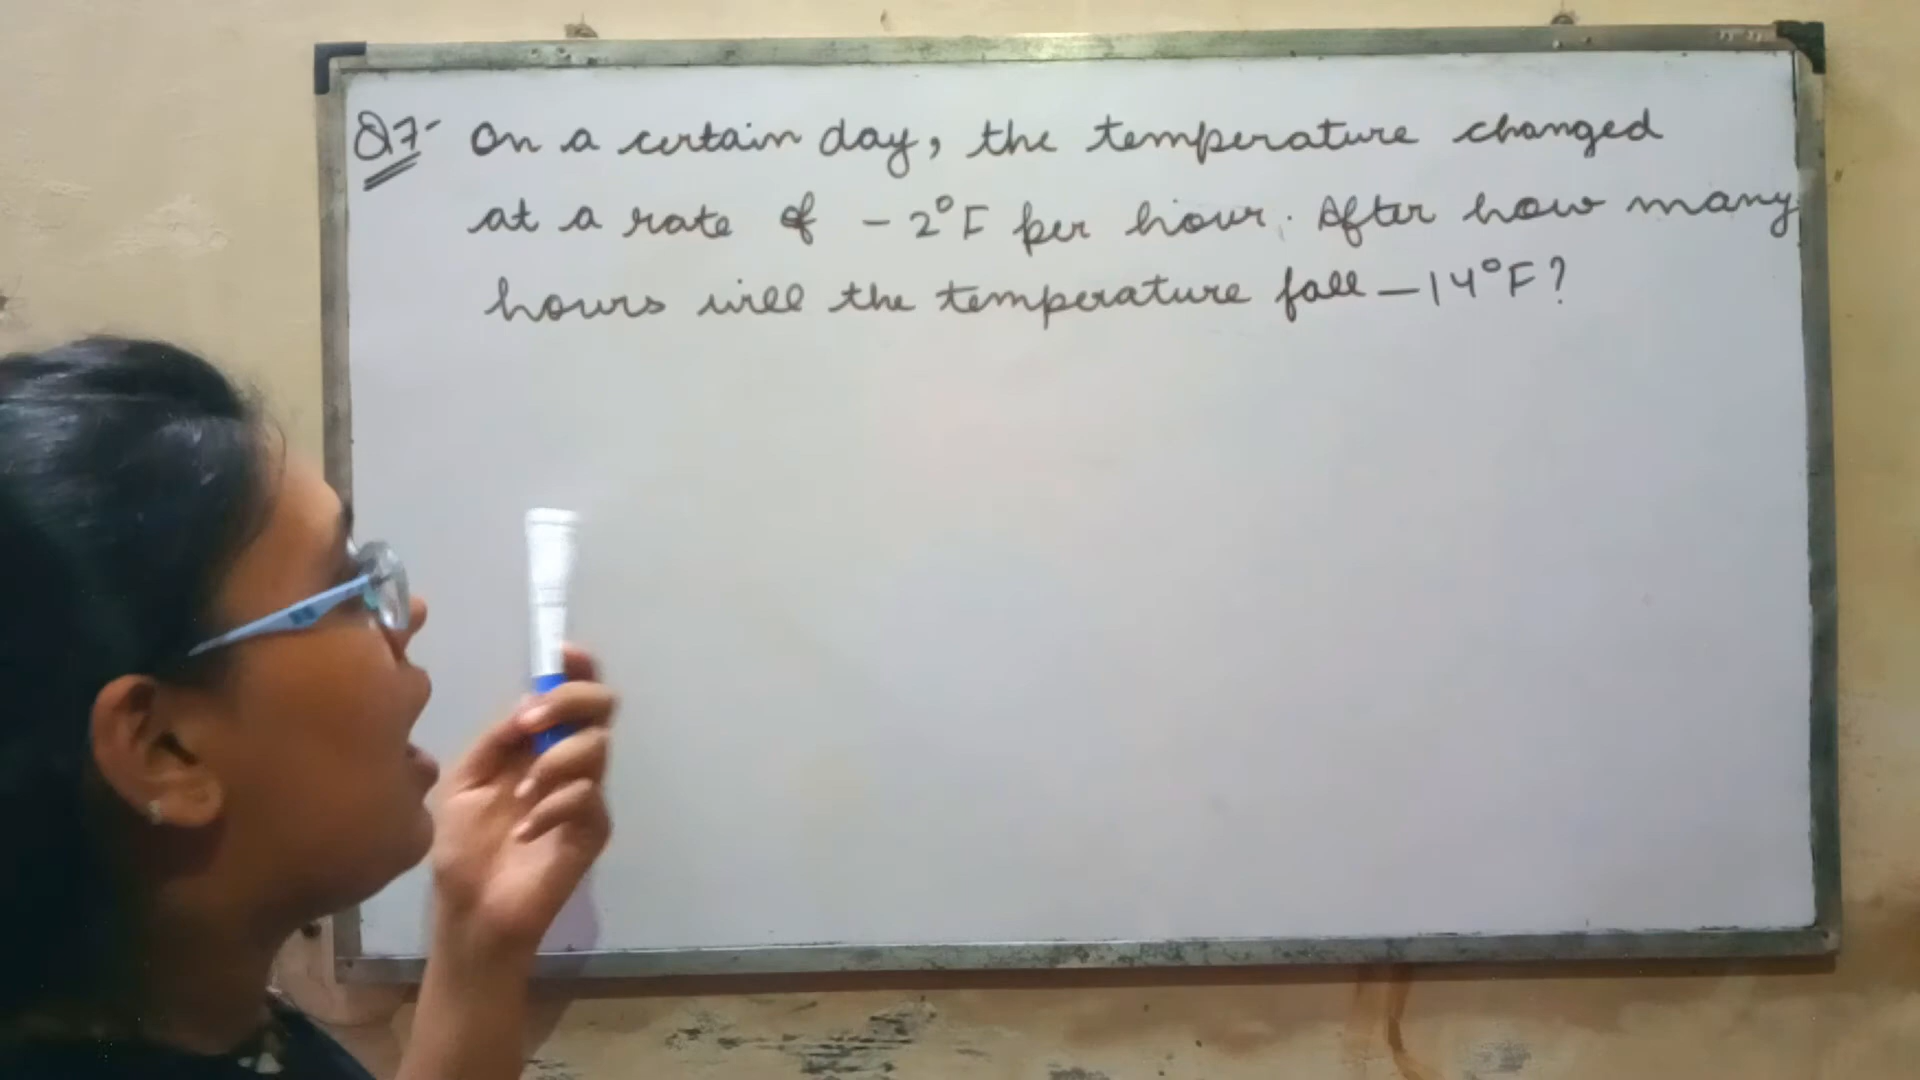 Q7- On a certain day, the temperature changed
at a rate of -2°F per hour. After how many
hours will the temperature fall -14°F?